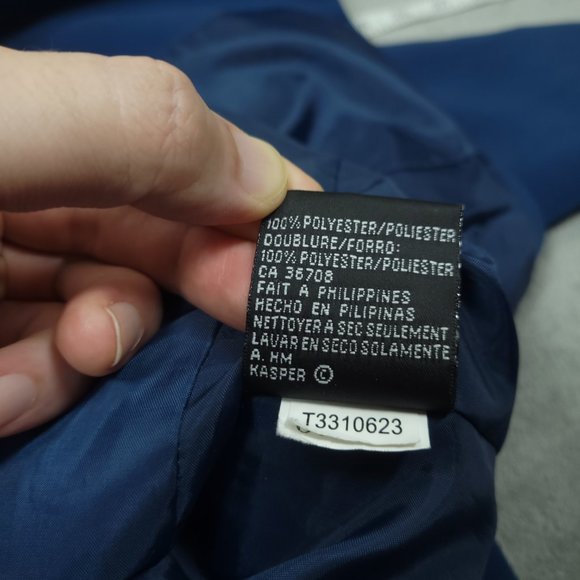 100% POLYESTER/POLIESTER
DOUBLURE/FORRO:
100% POLYESTER/POLIESTER
CA 36708
FAIT A PHILIPPINES
HECHO EN PILIPINAS
NETTOYER A SEC SEULEMENT
LAVAR EN SECO SOLAMENTE
A. HM
KASPER ©
T3310623